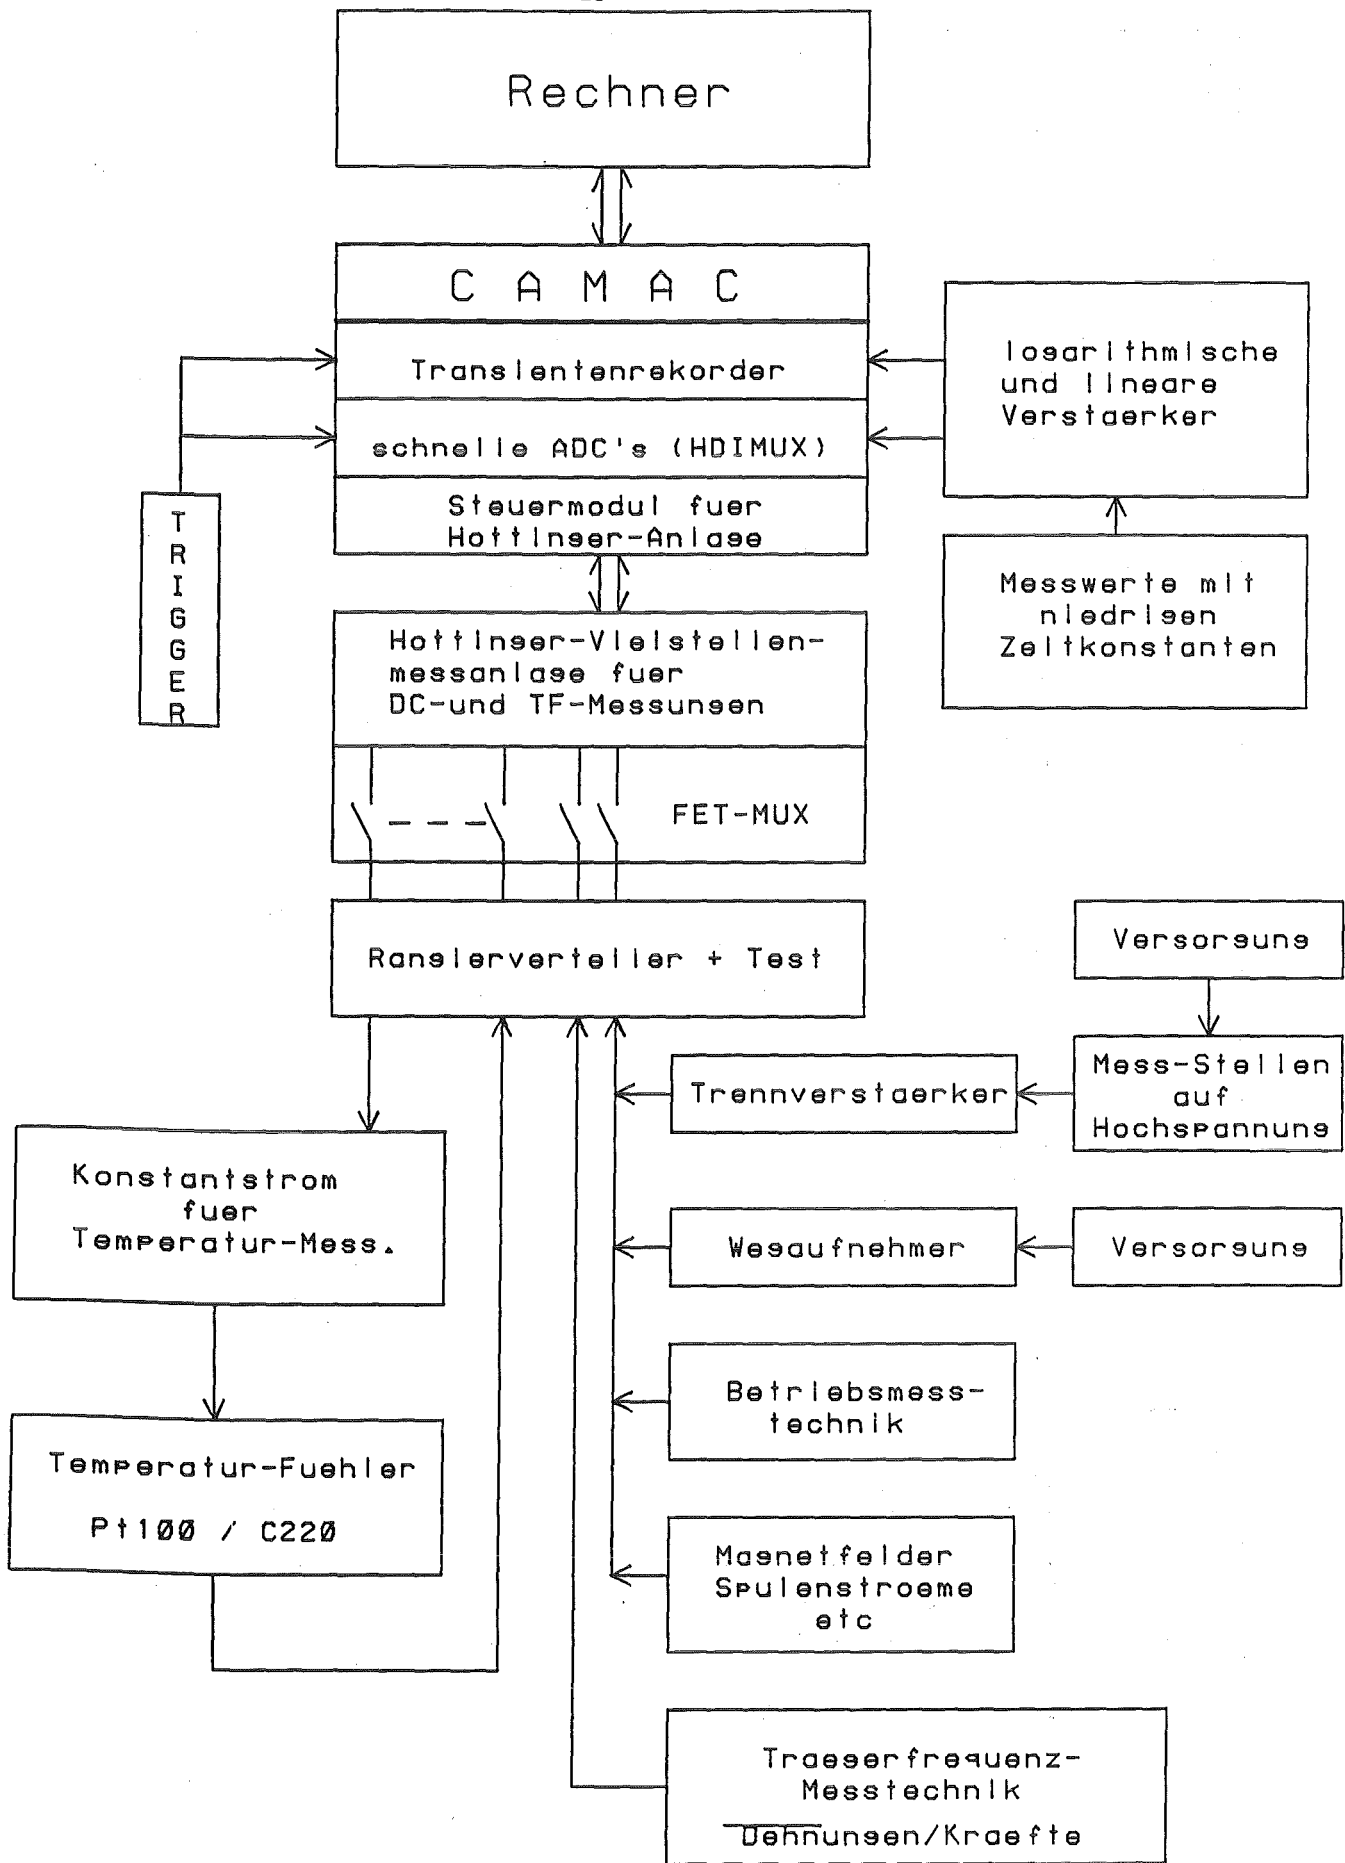 Rechner
C A M A C
Transientenrekorder
schnelle ADC's (HDIMUX)
Steuermodul fuer
Hottinger-Anlage
logarithmische
und lineare
Verstaerker
TRIGGER
Messwerte mit
niedrigen
Zeitkonstanten
Hottinger-Vielstellen-
messanlage fuer
DC-und TF-Messungen
FET-MUX
Rangierverteiler + Test
Versorgung
Trennverstaerker
Mess-Stellen
auf
Hochspannung
Konstantstrom
fuer
Temperatur-Mess.
Wegaufnehmer
Versorgung
Betriebsmess-
technik
Temperatur-Fuehler
Pt100 / C220
Magnetfelder
Spulenstroeme
etc
Traegerfrequenz-
Messtechnik
Dehnungen/Kraefte